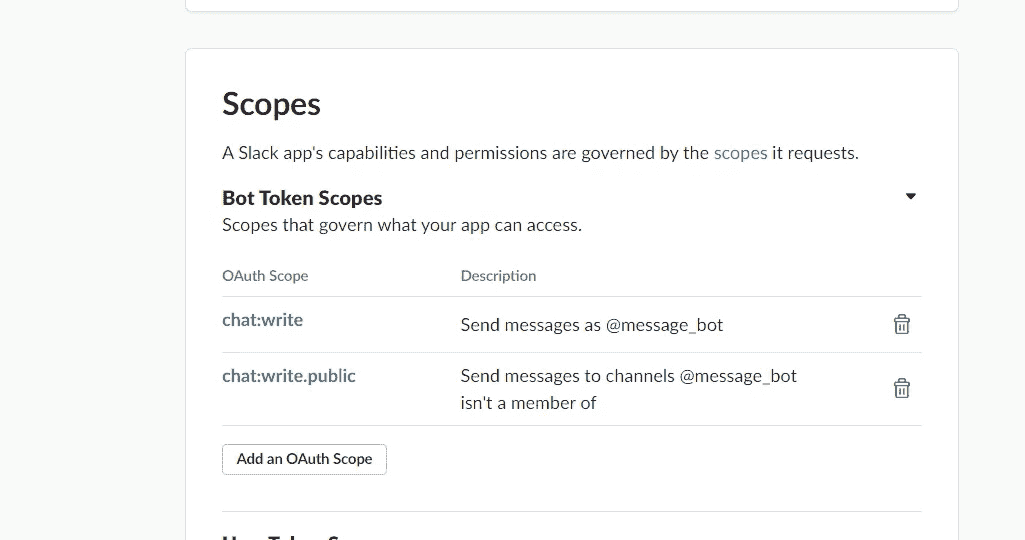 Scopes
A Slack app's capabilities and permissions are governed by the scopes it requests.
Bot Token Scopes
Scopes that govern what your app can access.
OAuth Scope Description
chat:write Send messages as @message_bot
chat:write.public Send messages to channels @message_bot
isn't a member of
Add an OAuth Scope